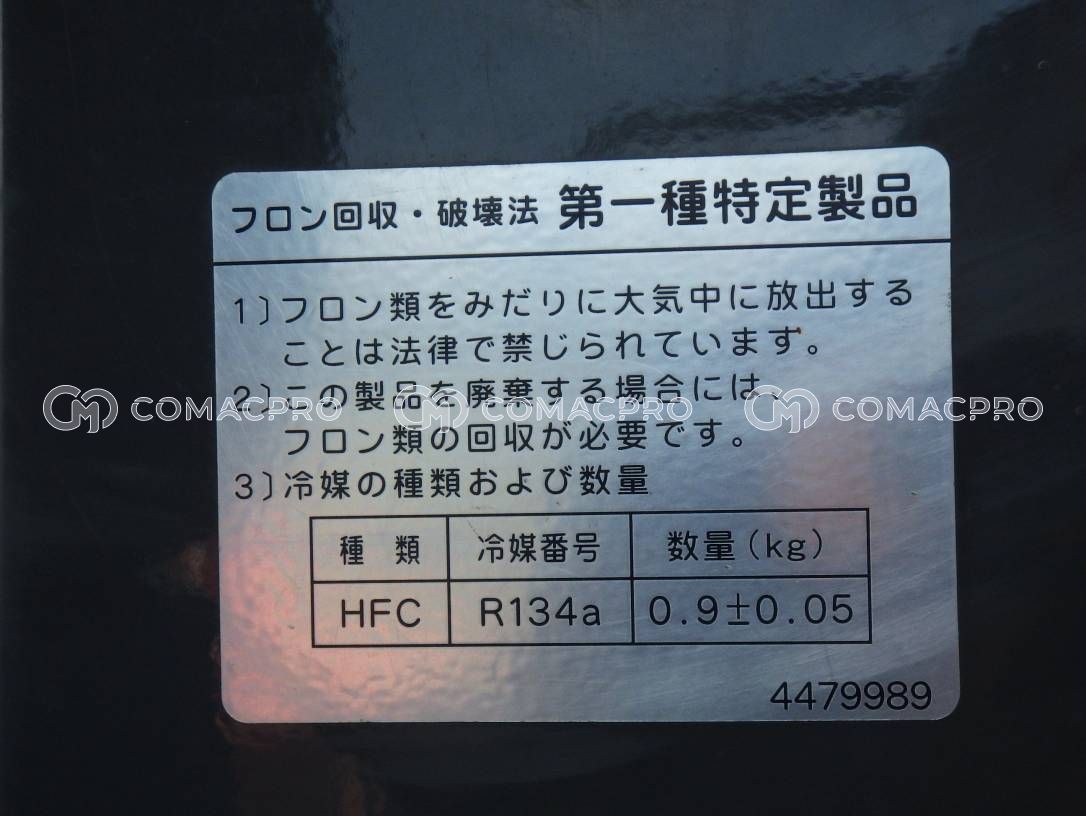 フロン回収・破壊法 第一種特定製品
1)フロン類をみだりに大気中に放出する
ことは法律で禁じられています。
2)この製品を廃棄する場合には、
COMACPRO COMACPRO COMACPRO
フロン類の回収が必要です。
3)冷媒の種類および数量
種 類 冷媒番号 数量(kg)
HFC R134a 0.9±0.05
4479989